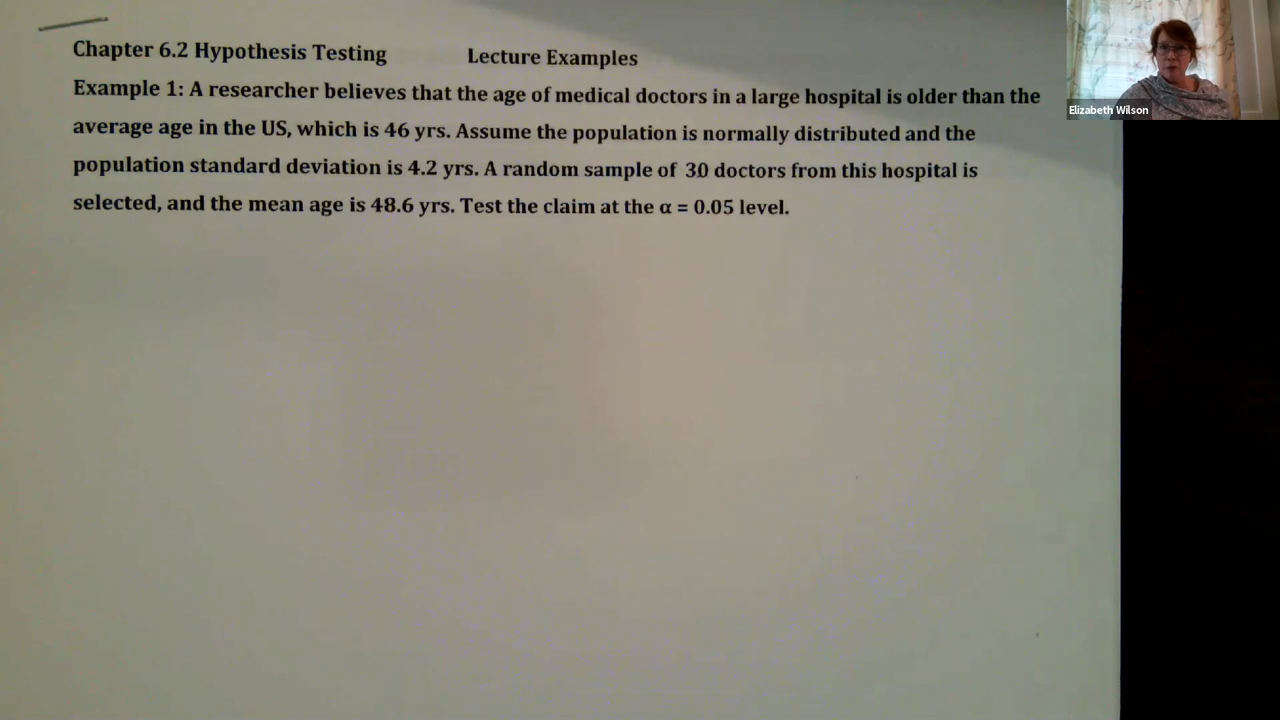 Chapter 6.2 Hypothesis Testing Lecture Examples
Example 1: A researcher believes that the age of medical doctors in a large hospital is older than the
average age in the US, which is 46 yrs. Assume the population is normally distributed and the
population standard deviation is 4.2 yrs. A random sample of 30 doctors from this hospital is
selected, and the mean age is 48.6 yrs. Test the claim at the α = 0.05 level.
Elizabeth Wilson